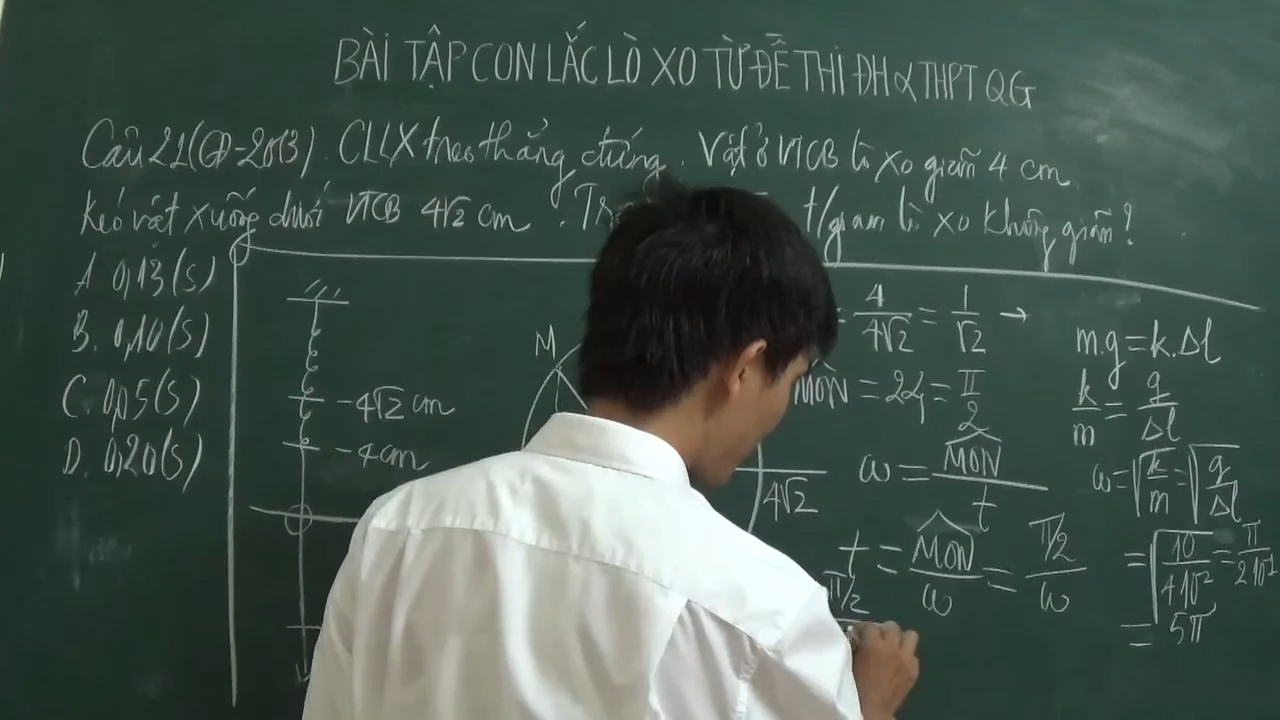 BÀI TẬP CON LẮC LÒ XO TỪ ĐỀ THI ĐH & THPT QG
Câu 21(CĐ-2013). CLLX treo thẳng đứng. Vật ở VTCB lò xo giãn 4 cm
Kéo vật xuống dưới VTCB 4√2 cm. t/gian lò xo không giãn?
A 0,13(s)
B. 0,10(s)
C. 0,05(s)
D. 0,20(s)
-4√2 cm
-4cm
M
4√2
= 4/4√2 = 1/√2 →
MON = 2α = π/2
ω = MON/t
t = MON/ω = π/2/ω
π/2
m.g = k.Δl
k/m = g/Δl
ω = √k/m = √g/Δl
= √10/4.10⁻² = π/2.10⁻¹
= 5π